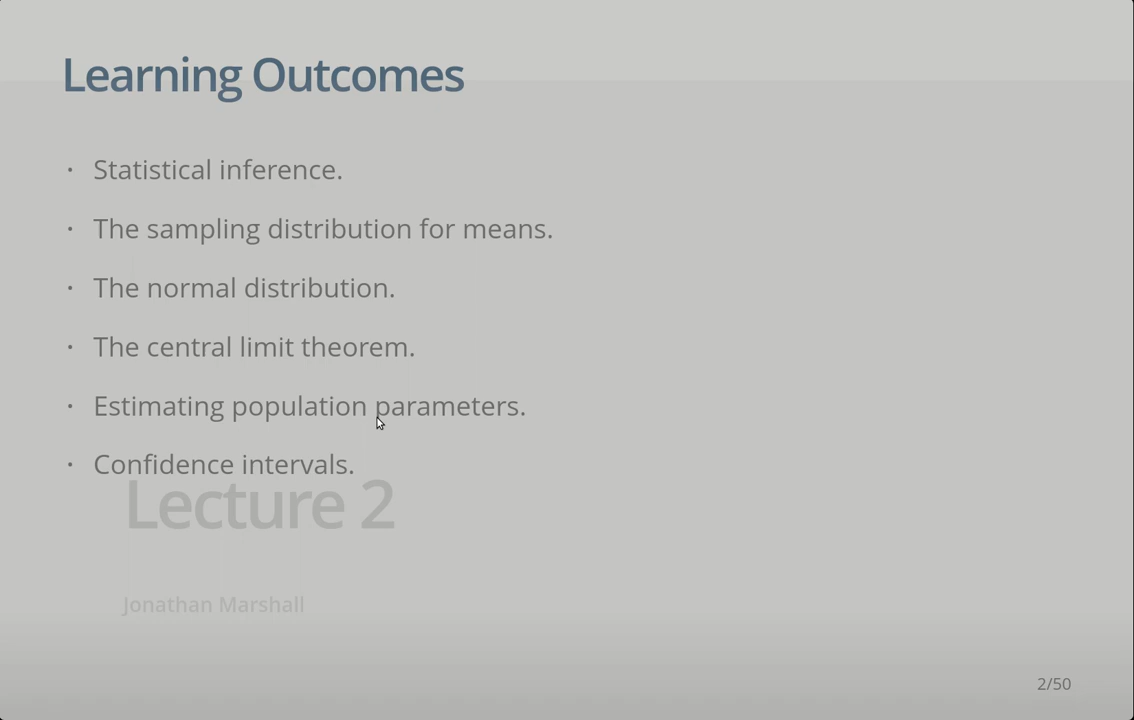 Learning Outcomes
· Statistical inference.
· The sampling distribution for means.
· The normal distribution.
· The central limit theorem.
· Estimating population parameters.
· Confidence intervals.
Lecture 2
Jonathan Marshall
2/50